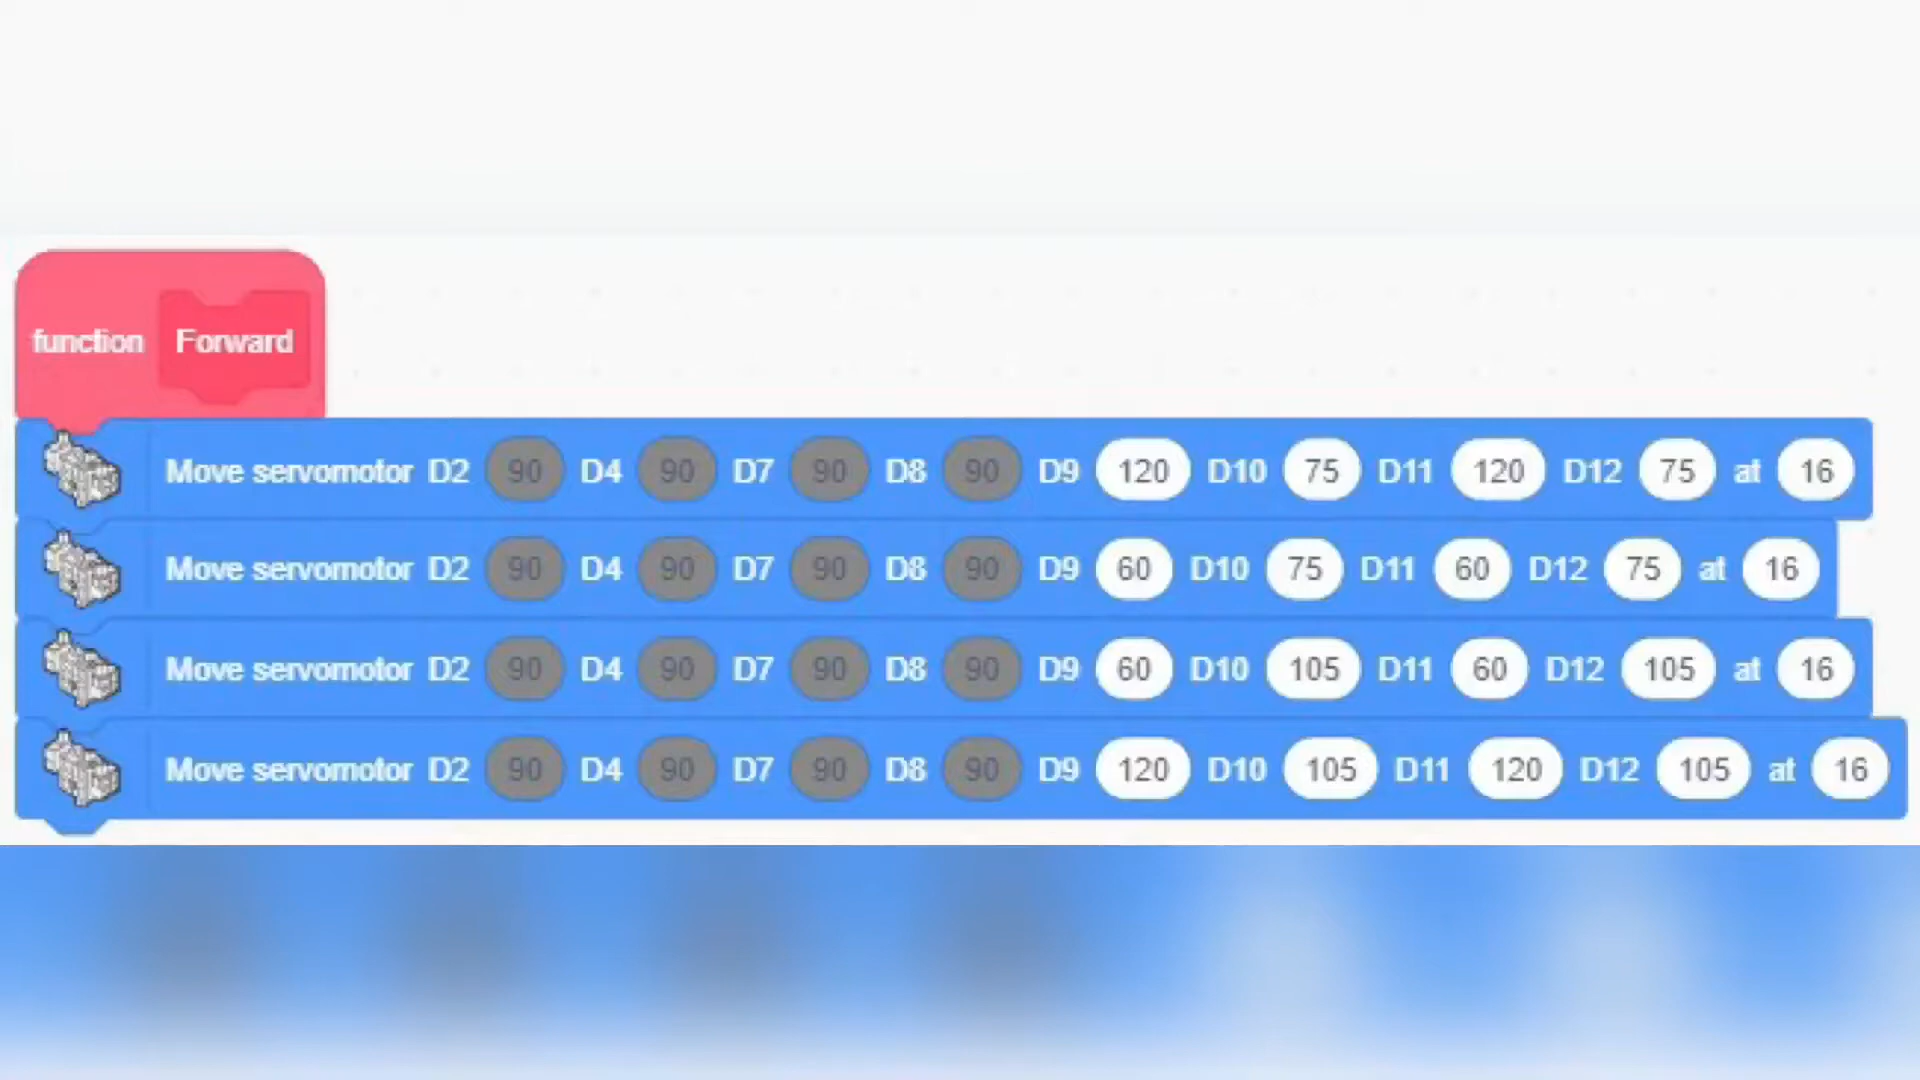 function Forward
Move servomotor D2 90 D4 90 D7 90 D8 90 D9 120 D10 75 D11 120 D12 75 at 16
Move servomotor D2 90 D4 90 D7 90 D8 90 D9 60 D10 75 D11 60 D12 75 at 16
Move servomotor D2 90 D4 90 D7 90 D8 90 D9 60 D10 105 D11 60 D12 105 at 16
Move servomotor D2 90 D4 90 D7 90 D8 90 D9 120 D10 105 D11 120 D12 105 at 16